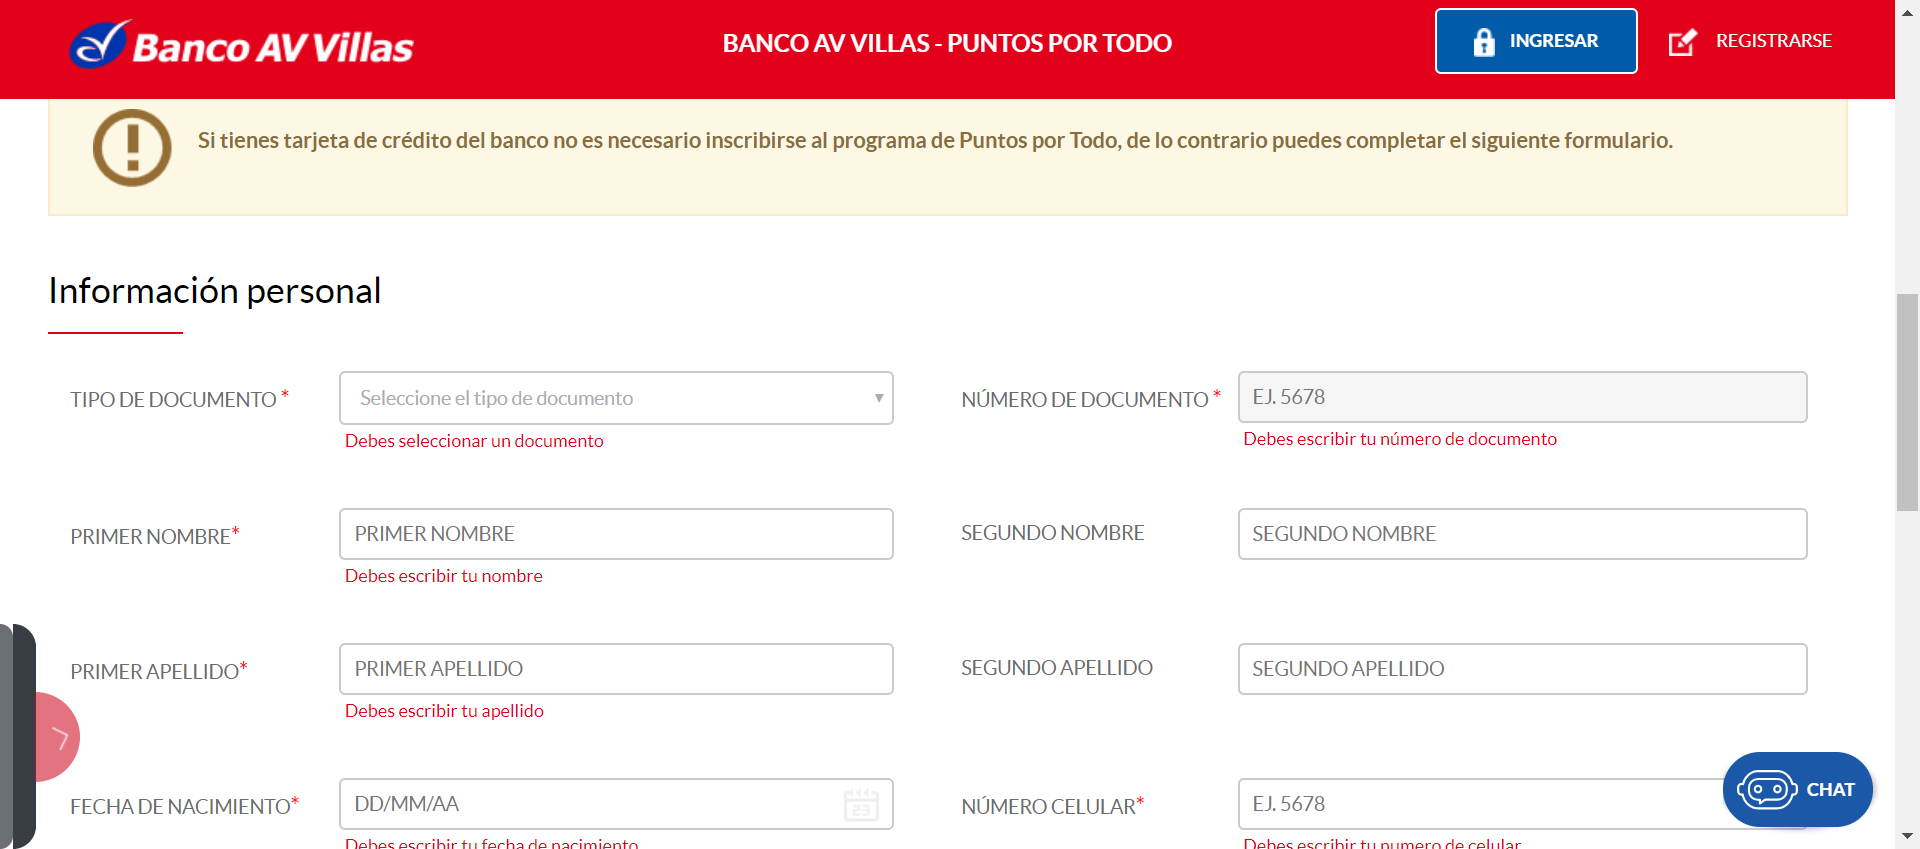 Banco AV Villas
BANCO AV VILLAS - PUNTOS POR TODO
INGRESAR
REGISTRARSE
Si tienes tarjeta de crédito del banco no es necesario inscribirse al programa de Puntos por Todo, de lo contrario puedes completar el siguiente formulario.
Información personal
TIPO DE DOCUMENTO *
Seleccione el tipo de documento
Debes seleccionar un documento
NÚMERO DE DOCUMENTO *
EJ. 5678
Debes escribir tu número de documento
PRIMER NOMBRE*
PRIMER NOMBRE
Debes escribir tu nombre
SEGUNDO NOMBRE
SEGUNDO NOMBRE
PRIMER APELLIDO*
PRIMER APELLIDO
Debes escribir tu apellido
SEGUNDO APELLIDO
SEGUNDO APELLIDO
FECHA DE NACIMIENTO*
DD/MM/AA
23
Debes escribir tu fecha de nacimiento
NÚMERO CELULAR*
EJ. 5678
Debes escribir tu numero de celular
CHAT